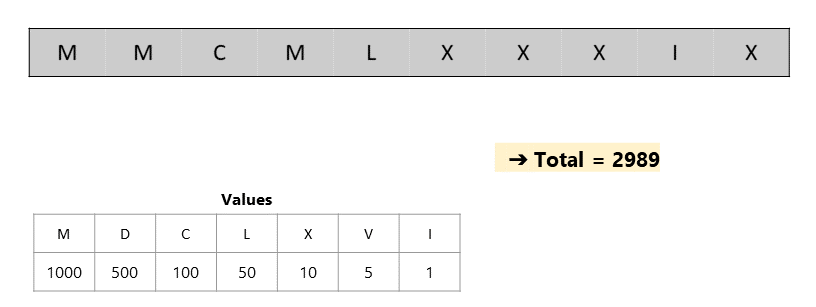 M M C M L X X X I X
➔ Total = 2989
Values
M D C L X V I
1000 500 100 50 10 5 1